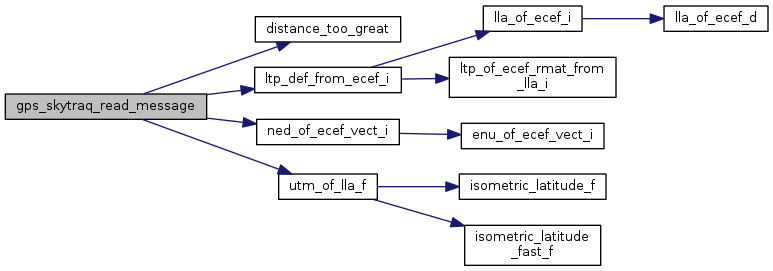 gps_skytraq_read_message
distance_too_great
ltp_def_from_ecef_i
ned_of_ecef_vect_i
utm_of_lla_f
lla_of_ecef_i
ltp_of_ecef_rmat_from
_lla_i
enu_of_ecef_vect_i
isometric_latitude_f
isometric_latitude
_fast_f
lla_of_ecef_d